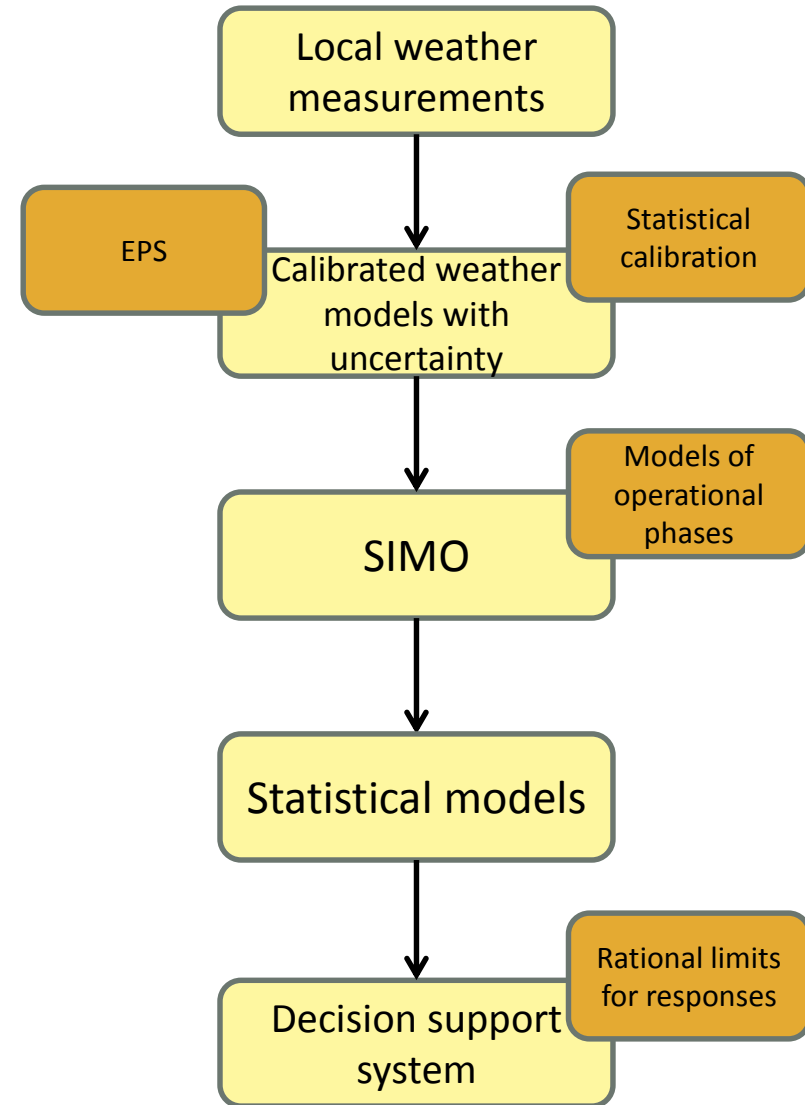 Local weather
measurements
EPS
Statistical
calibration
Calibrated weather
models with
uncertainty
Models of
operational
phases
SIMO
Statistical models
Rational limits
for responses
Decision support
system